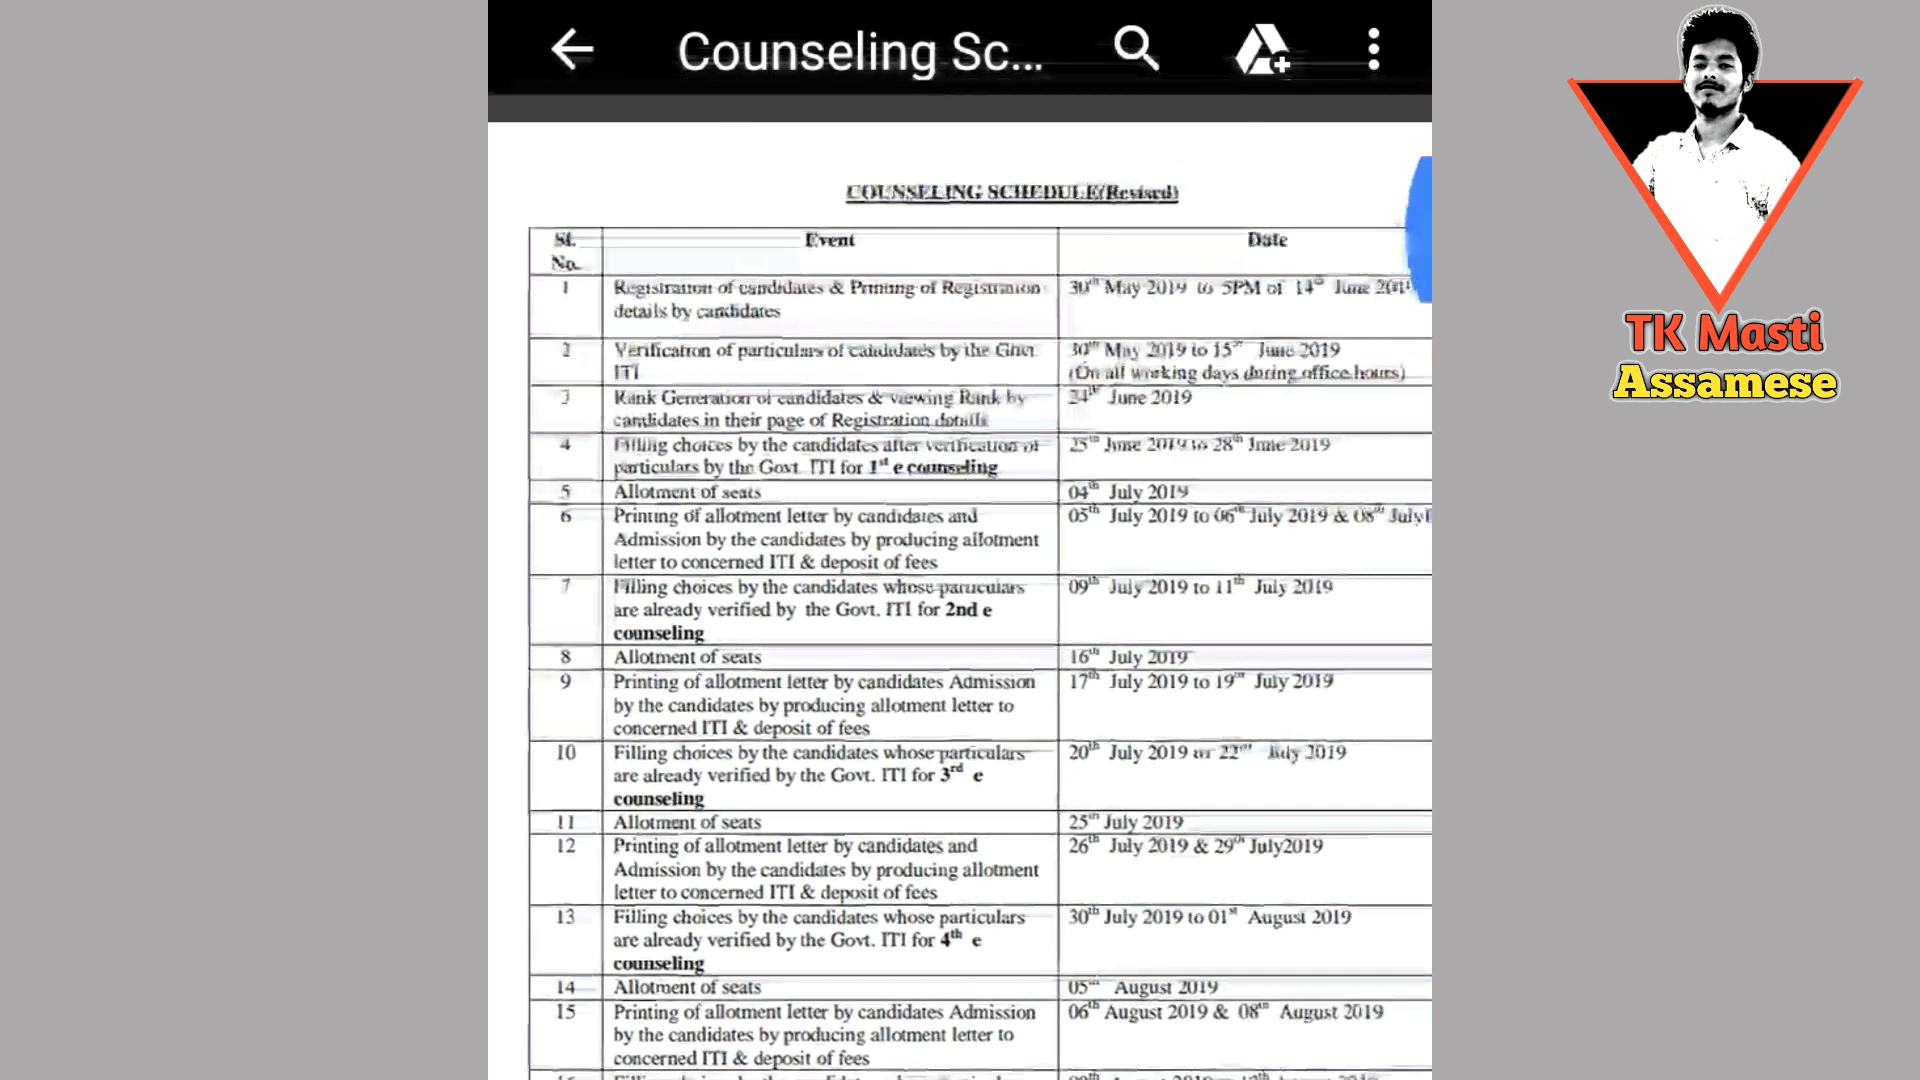 Counseling Sc...
COUNSELING SCHEDULE(Revised)
Sl. No. Event Date
1 Registration of candidates & Printing of Registration 30th May 2019 to 5PM of 14th June
details by candidates
2 Verification of particulars of candidates by the Govt. 30th May 2019 to 15th June 2019
ITI (On all working days during office hours)
3 Rank Generation of candidates & viewing Rank by June 2019
candidates in their page of Registration details
4 Filling choices by the candidates after verification of 25th June 2019 to 28th June 2019
particulars by the Govt. ITI for 1st e counseling
5 Allotment of seats 04th July 2019
6 Printing of allotment letter by candidates and 05th July 2019 to 06th July 2019 & 08th July
Admission by the candidates by producing allotment
letter to concerned ITI & deposit of fees
7 Filling choices by the candidates whose particulars 09th July 2019 to 11th July 2019
are already verified by the Govt. ITI for 2nd e
counseling
8 Allotment of seats 16th July 2019
9 Printing of allotment letter by candidates Admission 17th July 2019 to 19th July 2019
by the candidates by producing allotment letter to
concerned ITI & deposit of fees
10 Filling choices by the candidates whose particulars 20th July 2019 July 2019
are already verified by the Govt. ITI for 3rd e
counseling
11 Allotment of seats 25th July 2019
12 Printing of allotment letter by candidates and 26th July 2019 & 29th July2019
Admission by the candidates by producing allotment
letter to concerned ITI & deposit of fees
13 Filling choices by the candidates whose particulars 30th July 2019 to 01st August 2019
are already verified by the Govt. ITI for 4th e
counseling
14 Allotment of seats August 2019
15 Printing of allotment letter by candidates Admission 06th August 2019 & 08th August 2019
by the candidates by producing allotment letter to
concerned ITI & deposit of fees
TK Masti
Assamese